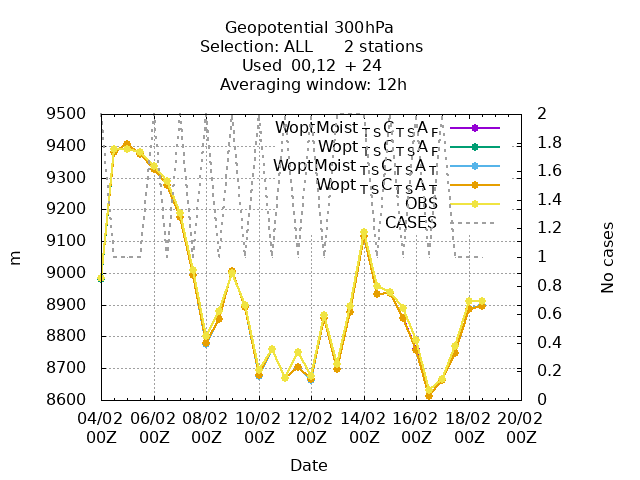 Geopotential 300hPa
Selection: ALL 2 stations
Used 00,12 + 24
Averaging window: 12h
WoptMoist TSCTSAF
Wopt TSCTSAF
WoptMoist TSCTSAT
Wopt TSCTSAT
OBS
CASES
9500
9400
9300
9200
9100
9000
8900
8800
8700
8600
m
2
1.8
1.6
1.4
1.2
1
0.8
0.6
0.4
0.2
0
No cases
04/02 06/02 08/02 10/02 12/02 14/02 16/02 18/02 20/02
00Z 00Z 00Z 00Z 00Z 00Z 00Z 00Z 00Z
Date